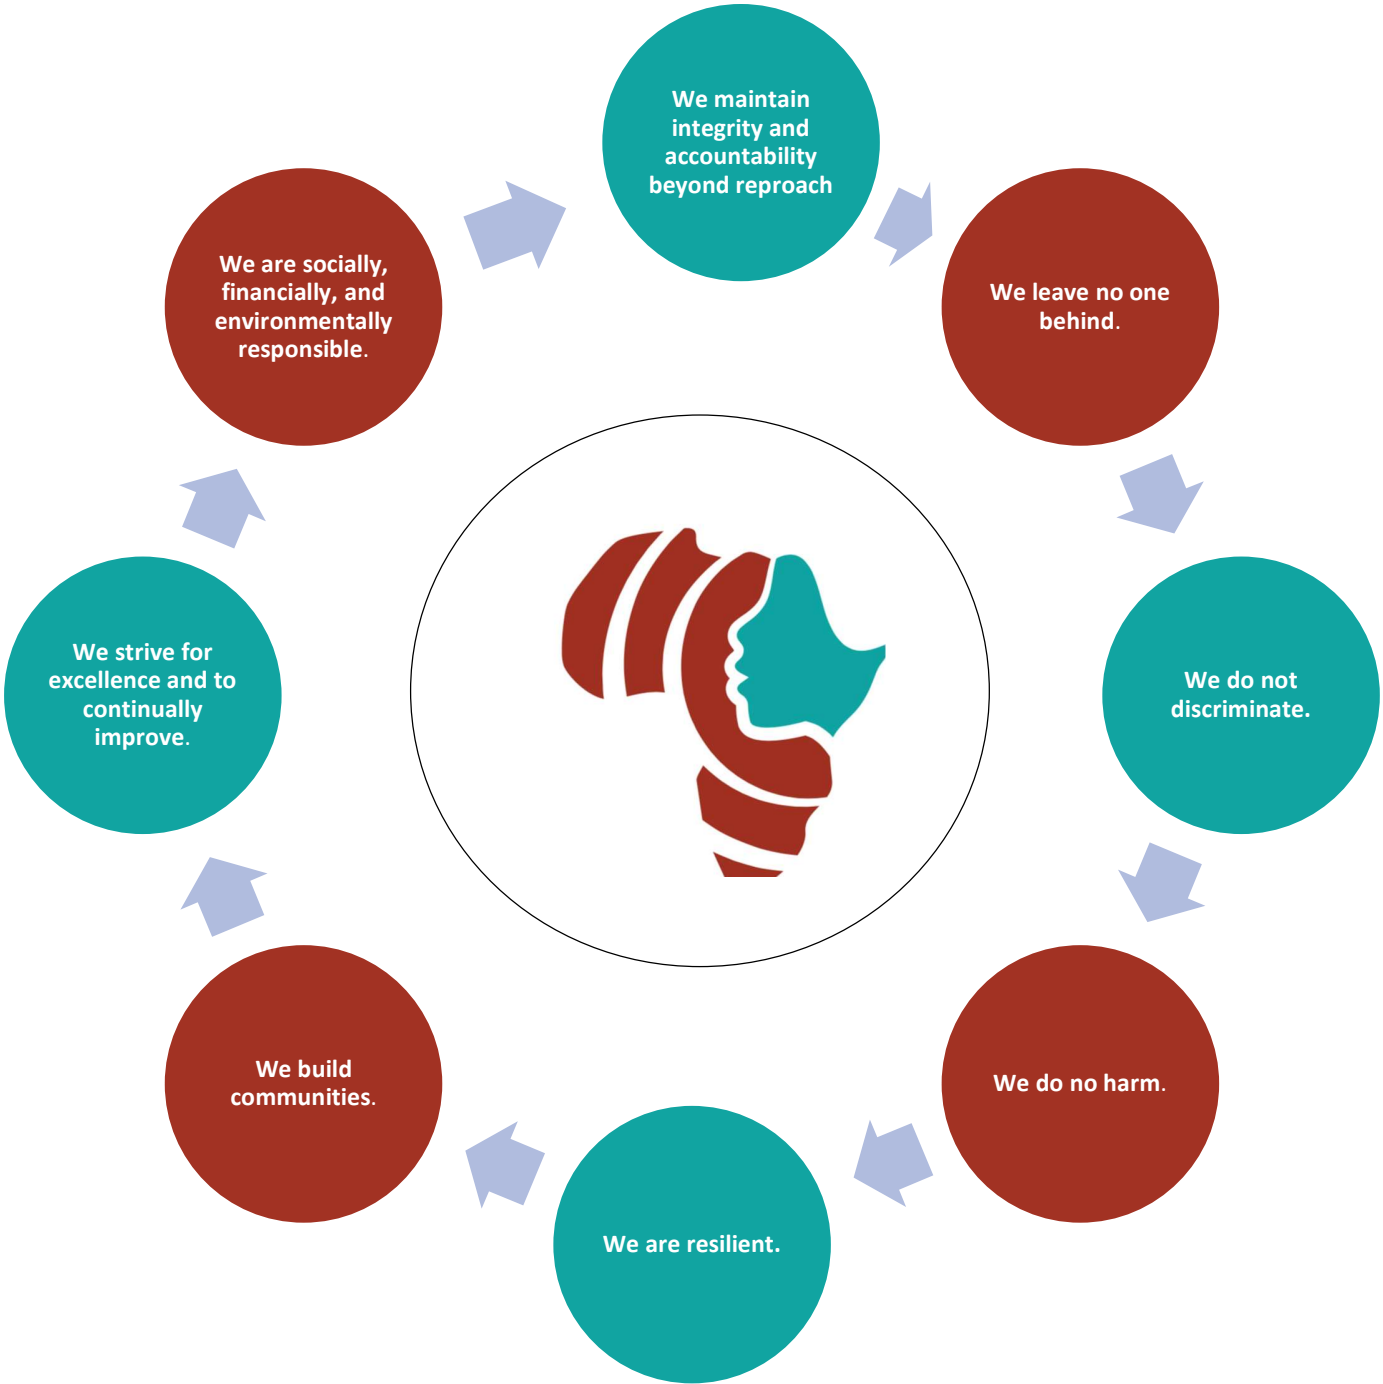 We maintain
integrity and
accountability
beyond reproach
We leave no one
behind.
We do not
discriminate.
We do no harm.
We are resilient.
We build
communities.
We strive for
excellence and to
continually
improve.
We are socially,
financially, and
environmentally
responsible.